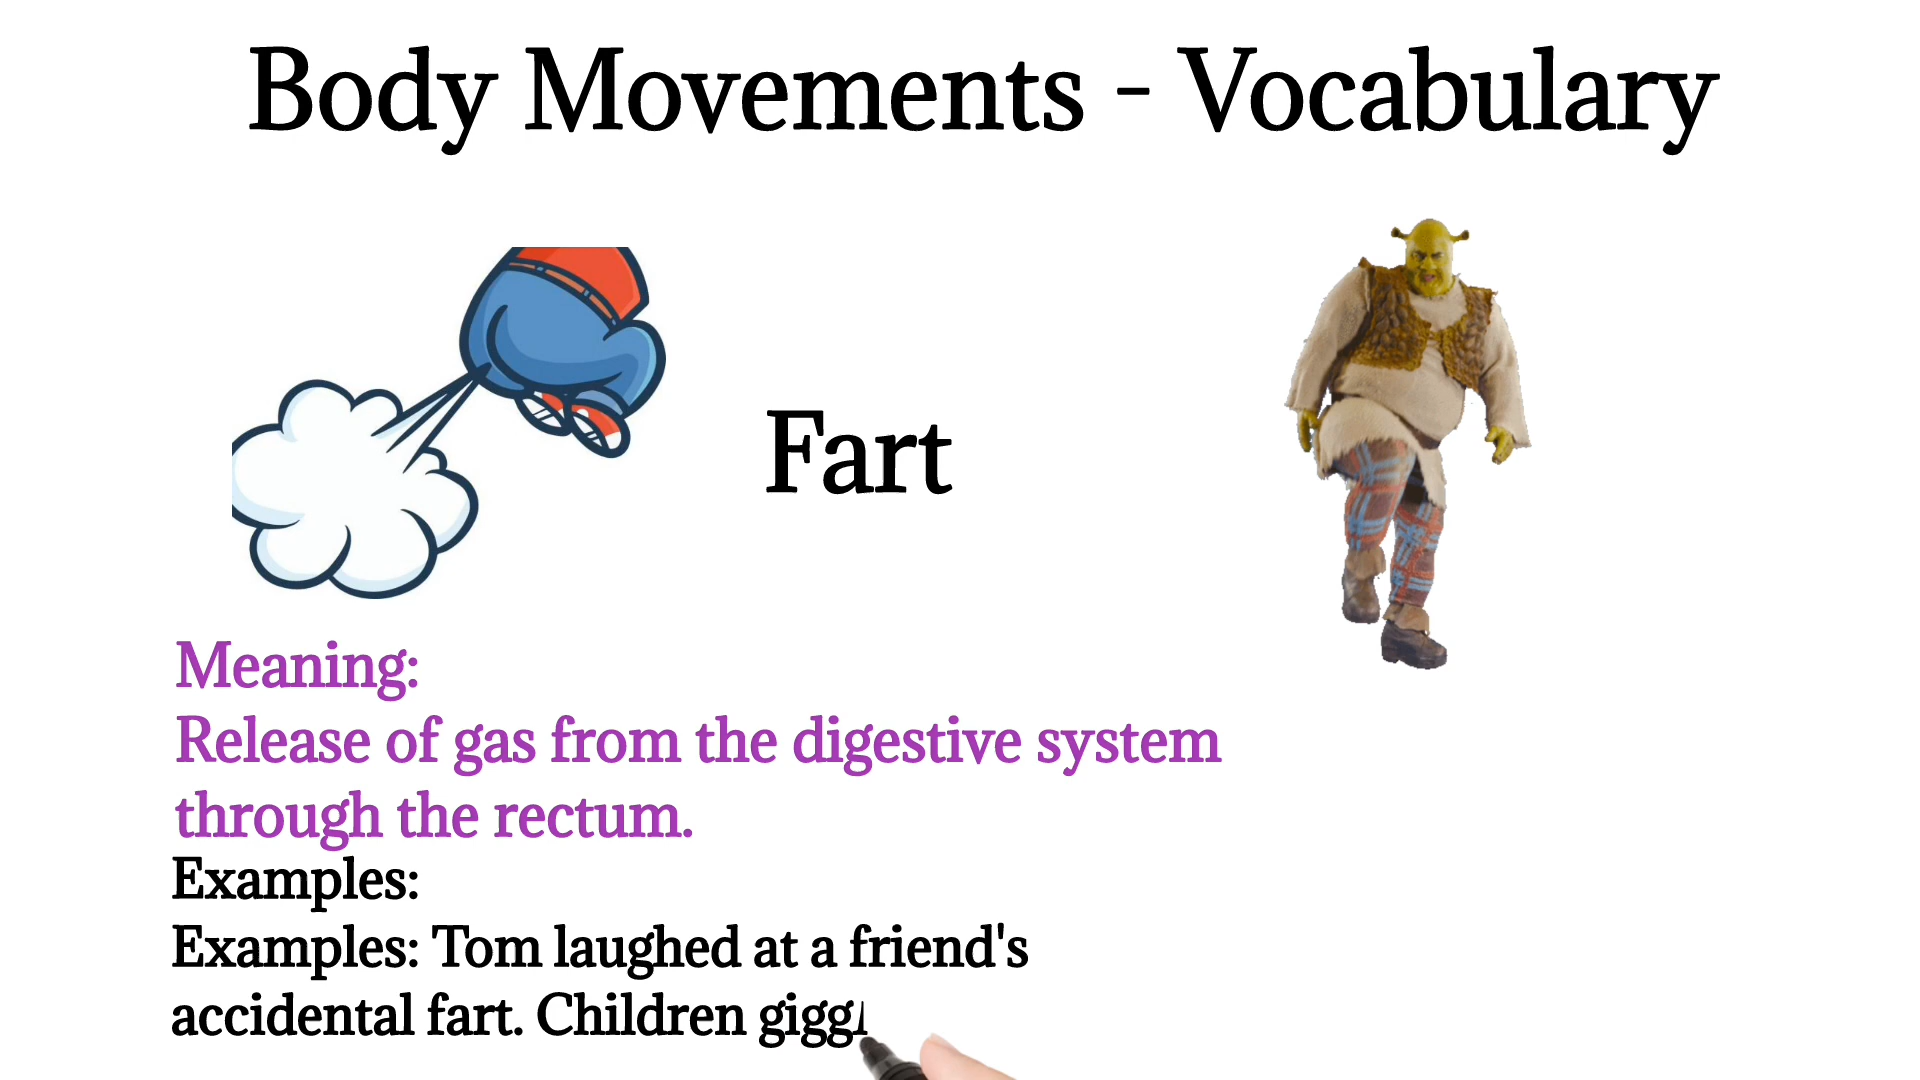 Body Movements - Vocabulary
Fart
Meaning:
Release of gas from the digestive system
through the rectum.
Examples:
Examples: Tom laughed at a friend's
accidental fart. Children gigg